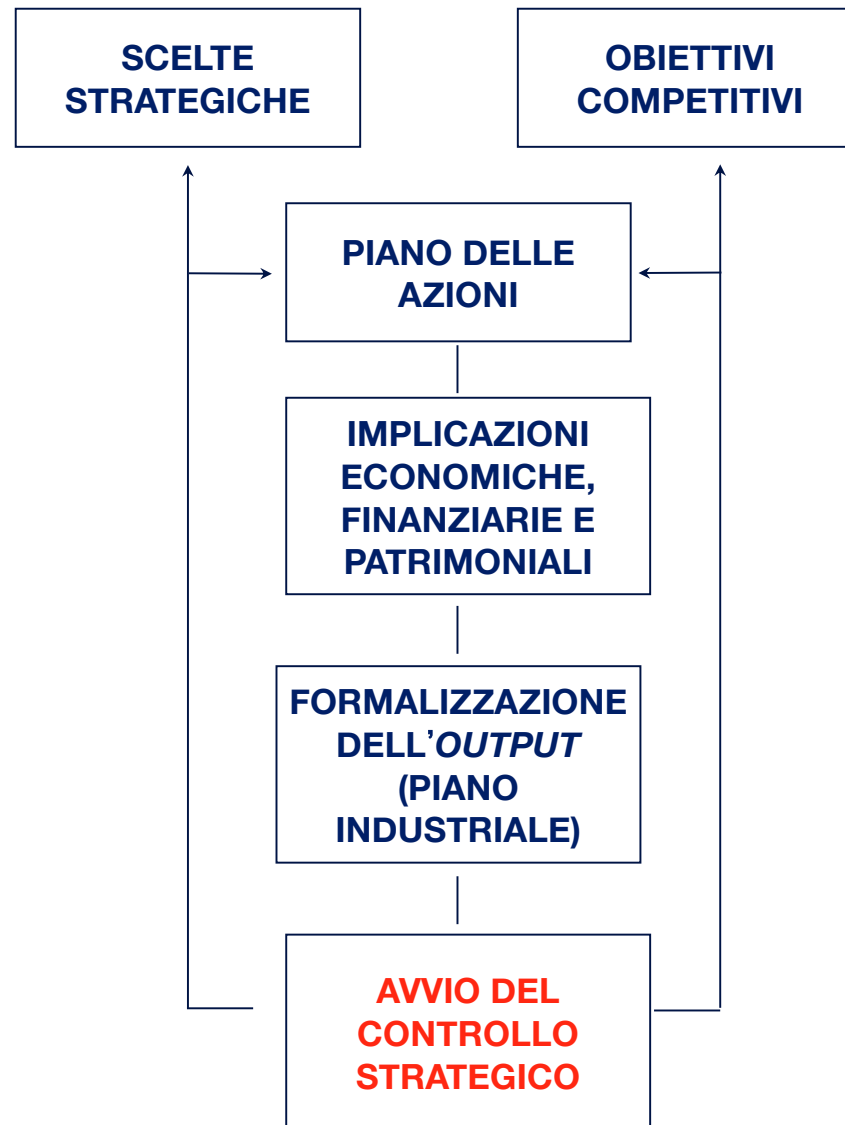 SCELTE
STRATEGICHE
OBIETTIVI
COMPETITIVI
PIANO DELLE
AZIONI
IMPLICAZIONI
ECONOMICHE,
FINANZIARIE E
PATRIMONIALI
FORMALIZZAZIONE
DELL’OUTPUT
(PIANO
INDUSTRIALE)
AVVIO DEL
CONTROLLO
STRATEGICO